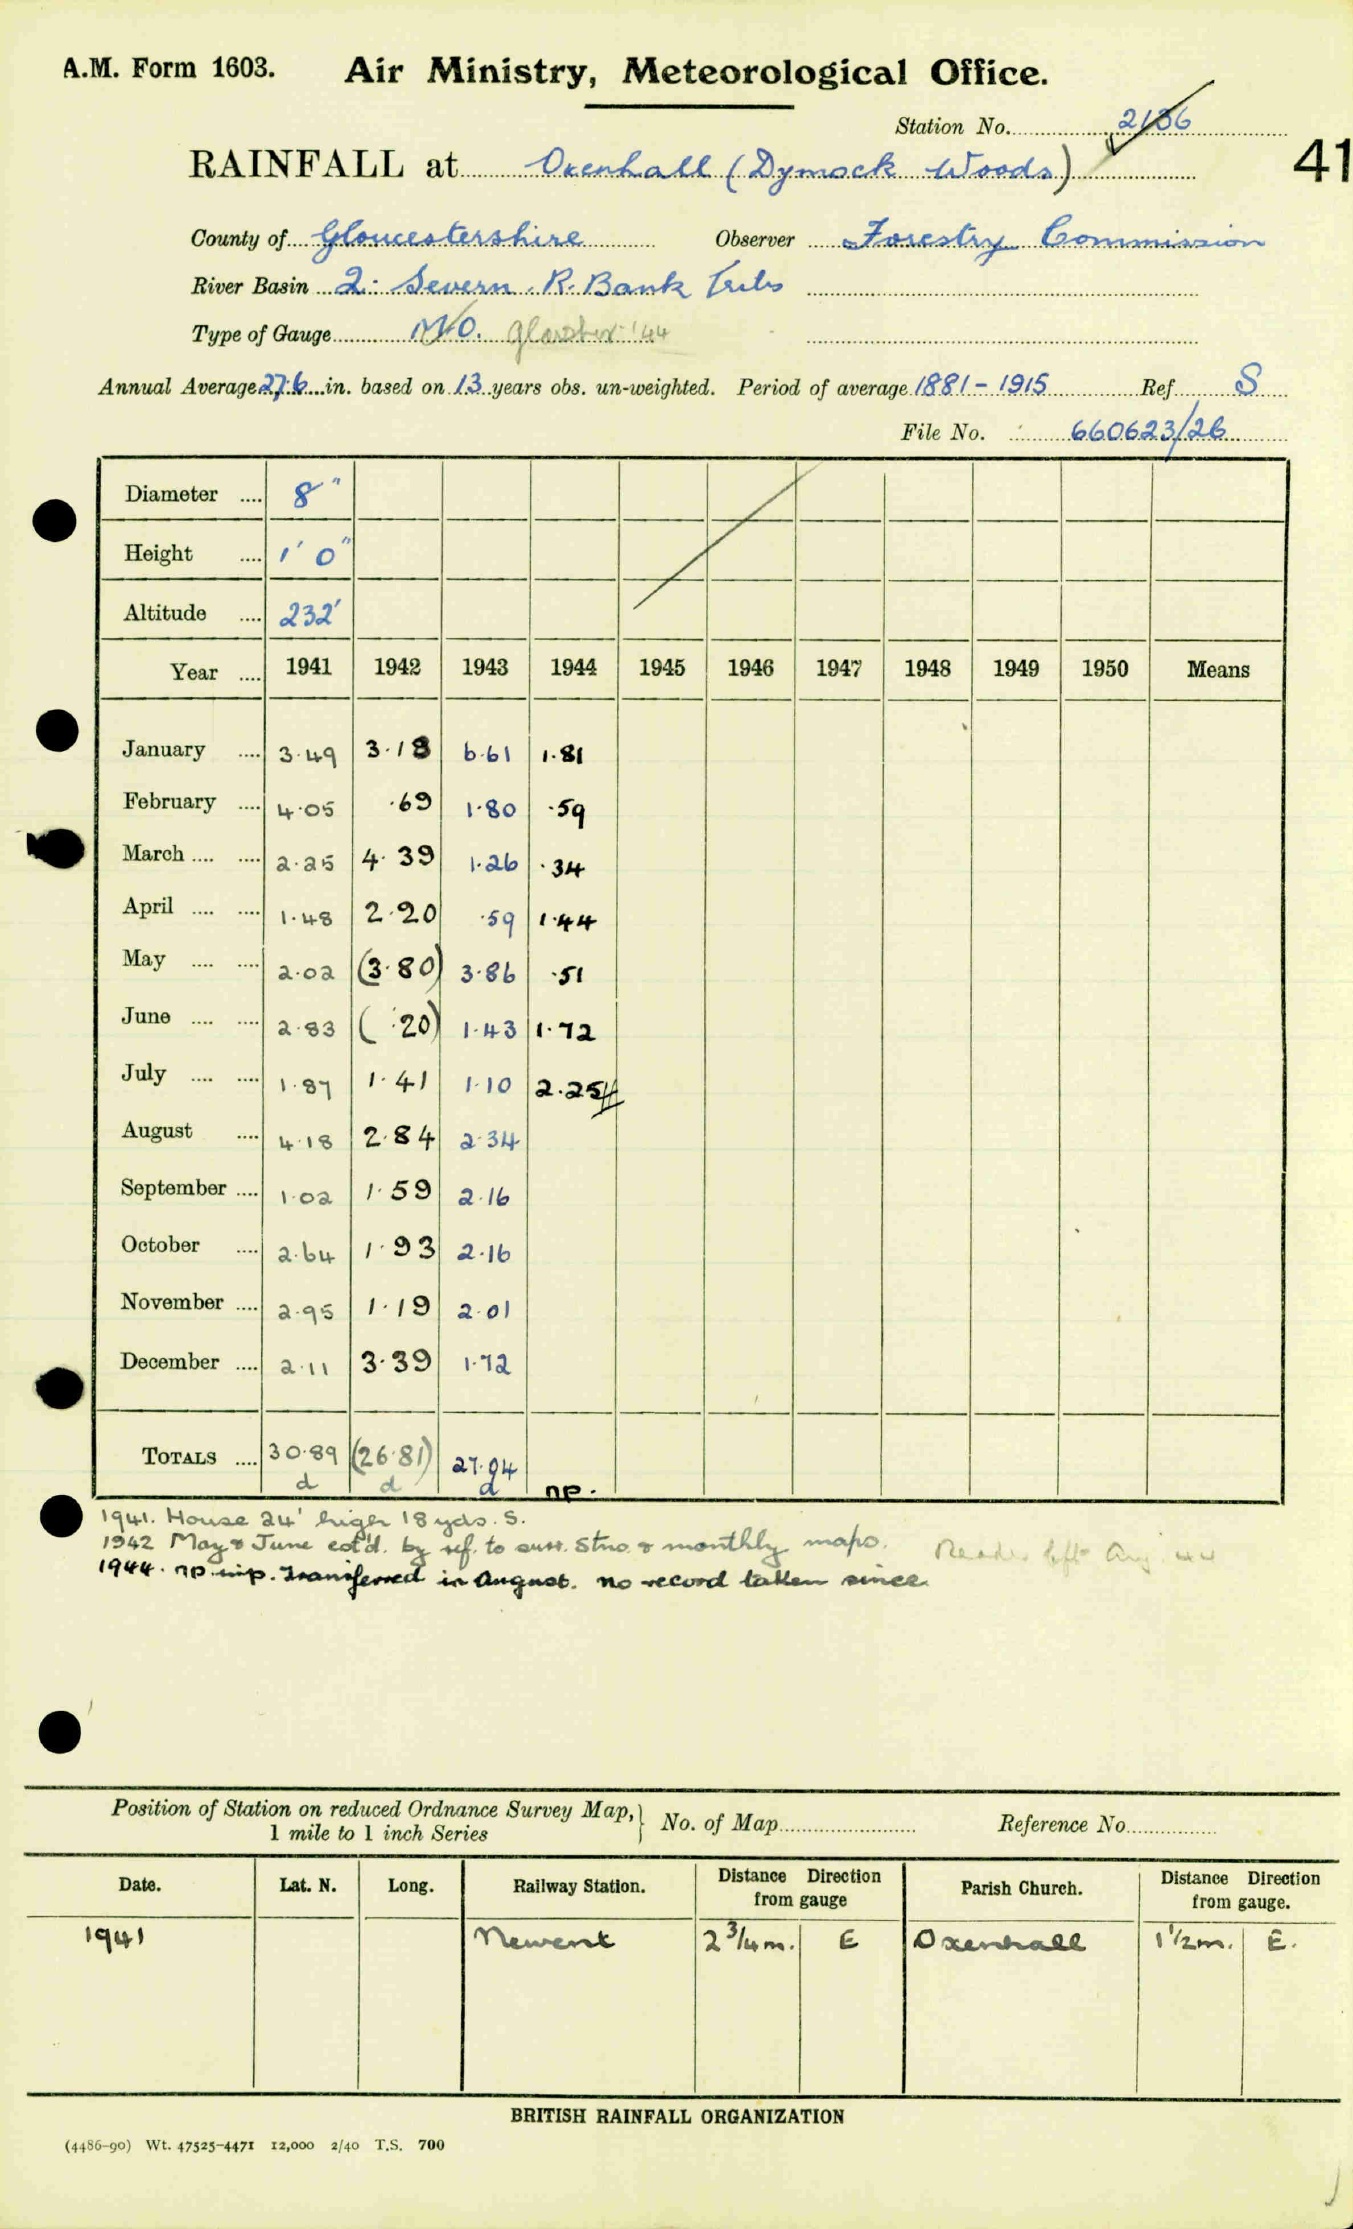 A.M. Form 1603. Air Ministry, Meteorological Office.
Station No. 2136
41
RAINFALL at Oxenhall (Dymock Woods)
County of Gloucestershire Observer Forestry Commission
River Basin 2. Severn. R. Bank Tribs
Type of Gauge M.O. Glaisher '44
Annual Average 27.6 in. based on 13 years obs. un-weighted. Period of average 1881-1915 Ref S
File No. 660623/26
Diameter .... 8"
Height .... 1' 0"
Altitude .... 232'
Year .... 1941 1942 1943 1944 1945 1946 1947 1948 1949 1950 Means
January .... 3.49 3.18 6.61 1.81
February .... 4.05 .69 1.80 .59
March .... .... 2.25 4.39 1.26 .34
April .... .... 1.48 2.20 .59 1.44
May .... .... 2.02 (3.80) 3.86 .51
June .... .... 2.83 (.20) 1.43 1.72
July .... .... 1.87 1.41 1.10 2.25
August .... 4.18 2.84 2.34
September .... 1.02 1.59 2.16
October .... 2.64 1.93 2.16
November .... 2.95 1.19 2.01
December .... 2.11 3.39 1.72
TOTALS .... 30.89 (26.81) 27.04
d d d np.
1941. House 24' high 18 yds. S.
1942 May & June est'd. by ref. to surr. Stns. & monthly maps. Reader left Aug. 44
1944. np. imp. Transferred in August. no record taken since.
Position of Station on reduced Ordnance Survey Map, } No. of Map Reference No.
1 mile to 1 inch Series
Date. Lat. N. Long. Railway Station. Distance Direction from gauge Parish Church. Distance Direction from gauge.
1941 Newent 2 3/4 m. E Oxenhall 1 1/2 m. E.
BRITISH RAINFALL ORGANIZATION
(4486-90) Wt. 47525-4471 12,000 2/40 T.S. 700